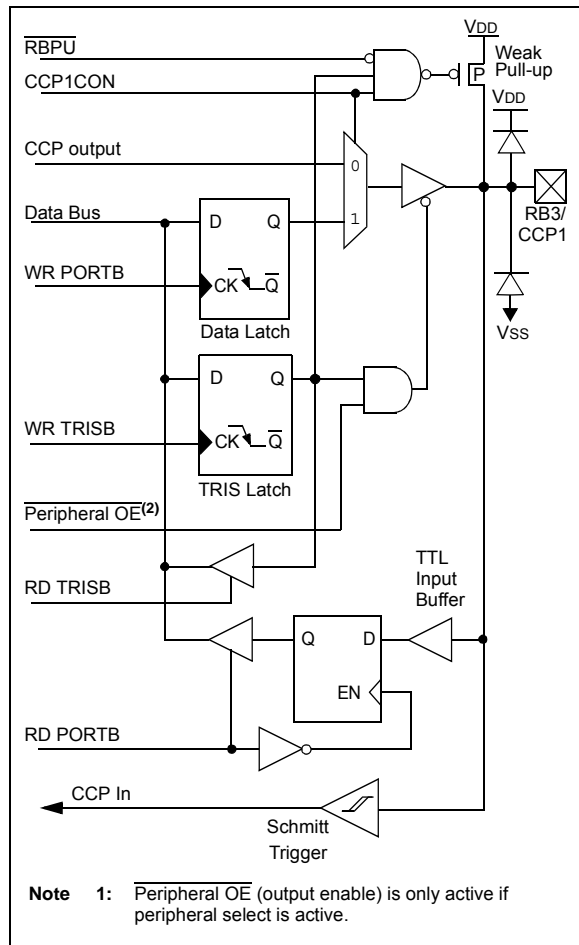 VDD
RBPU
Weak
Pull-up
CCP1CON
P
VDD
CCP output
0
Data Bus
D Q
1
RB3/
CCP1
WR PORTB
CK Q
Data Latch
VSS
D Q
WR TRISB
CK Q
TRIS Latch
Peripheral OE(2)
RD TRISB
TTL
Input
Buffer
Q D
EN
RD PORTB
CCP In
Schmitt
Trigger
Note 1: Peripheral OE (output enable) is only active if
peripheral select is active.